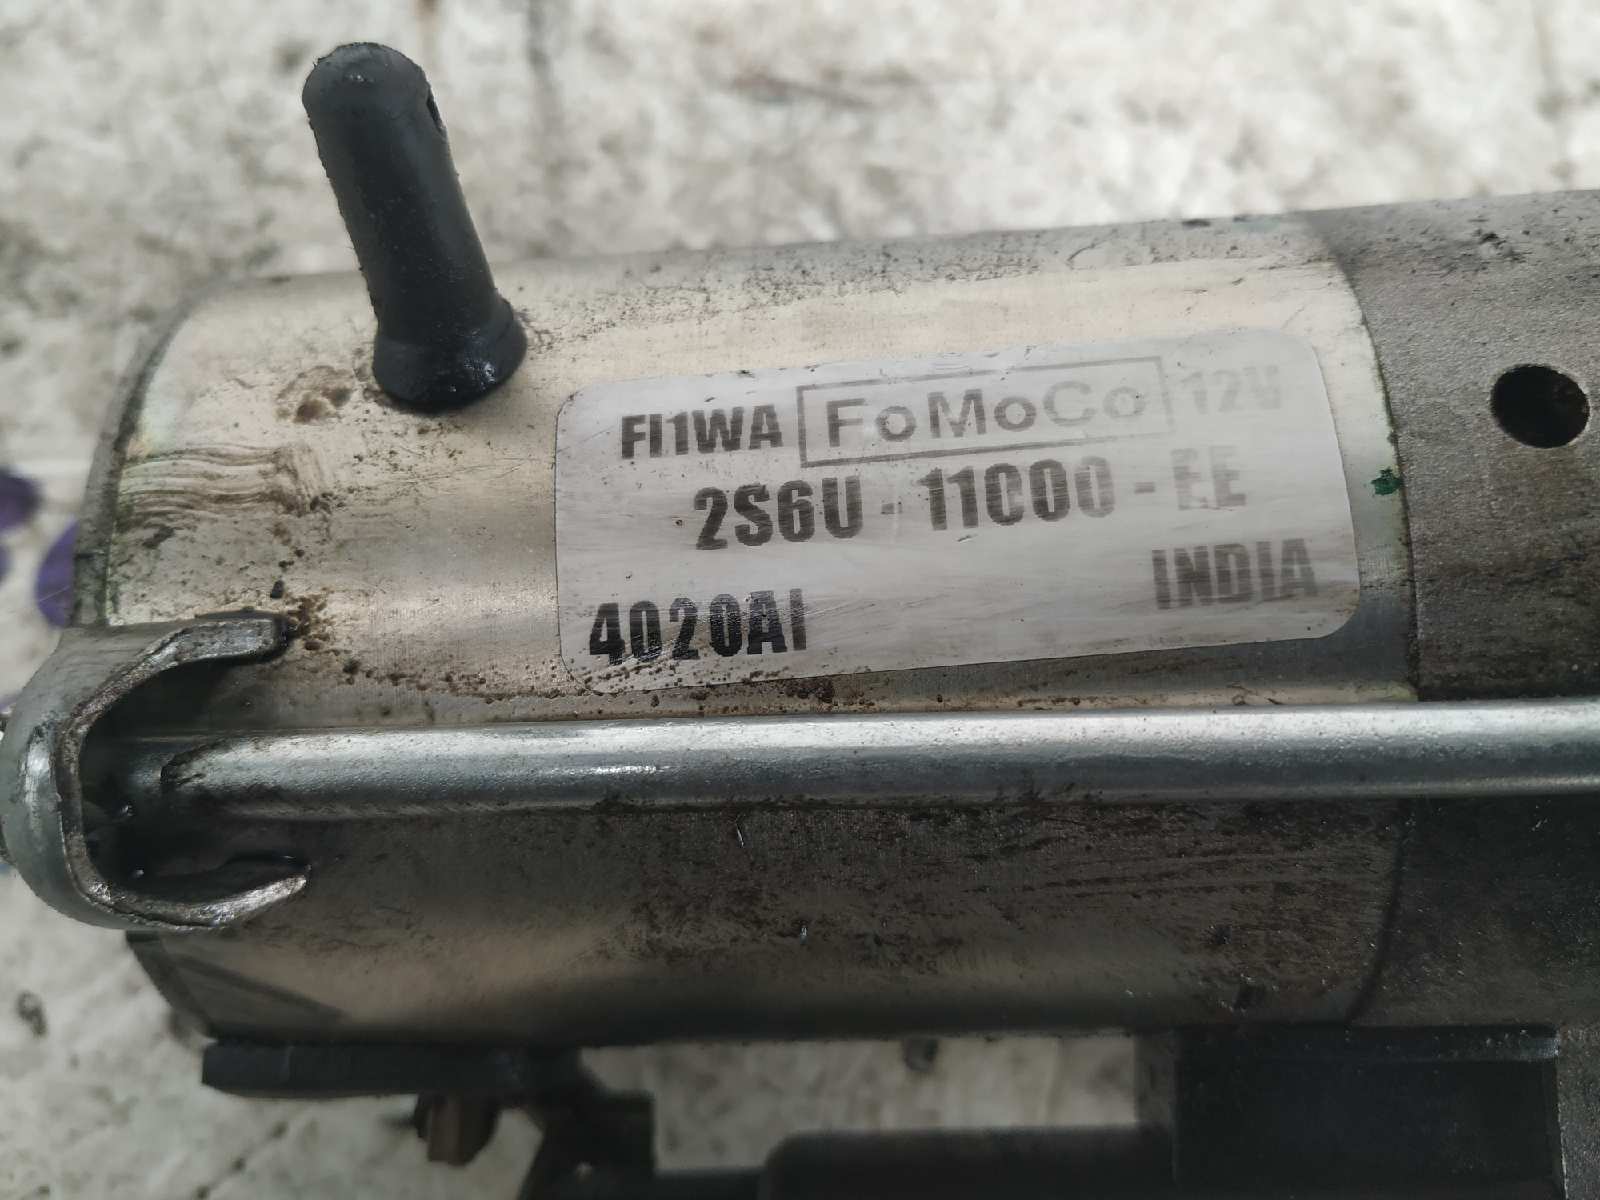 FI1WA FoMoCo 12V
2S6U-11000-EE
INDIA
4020AI